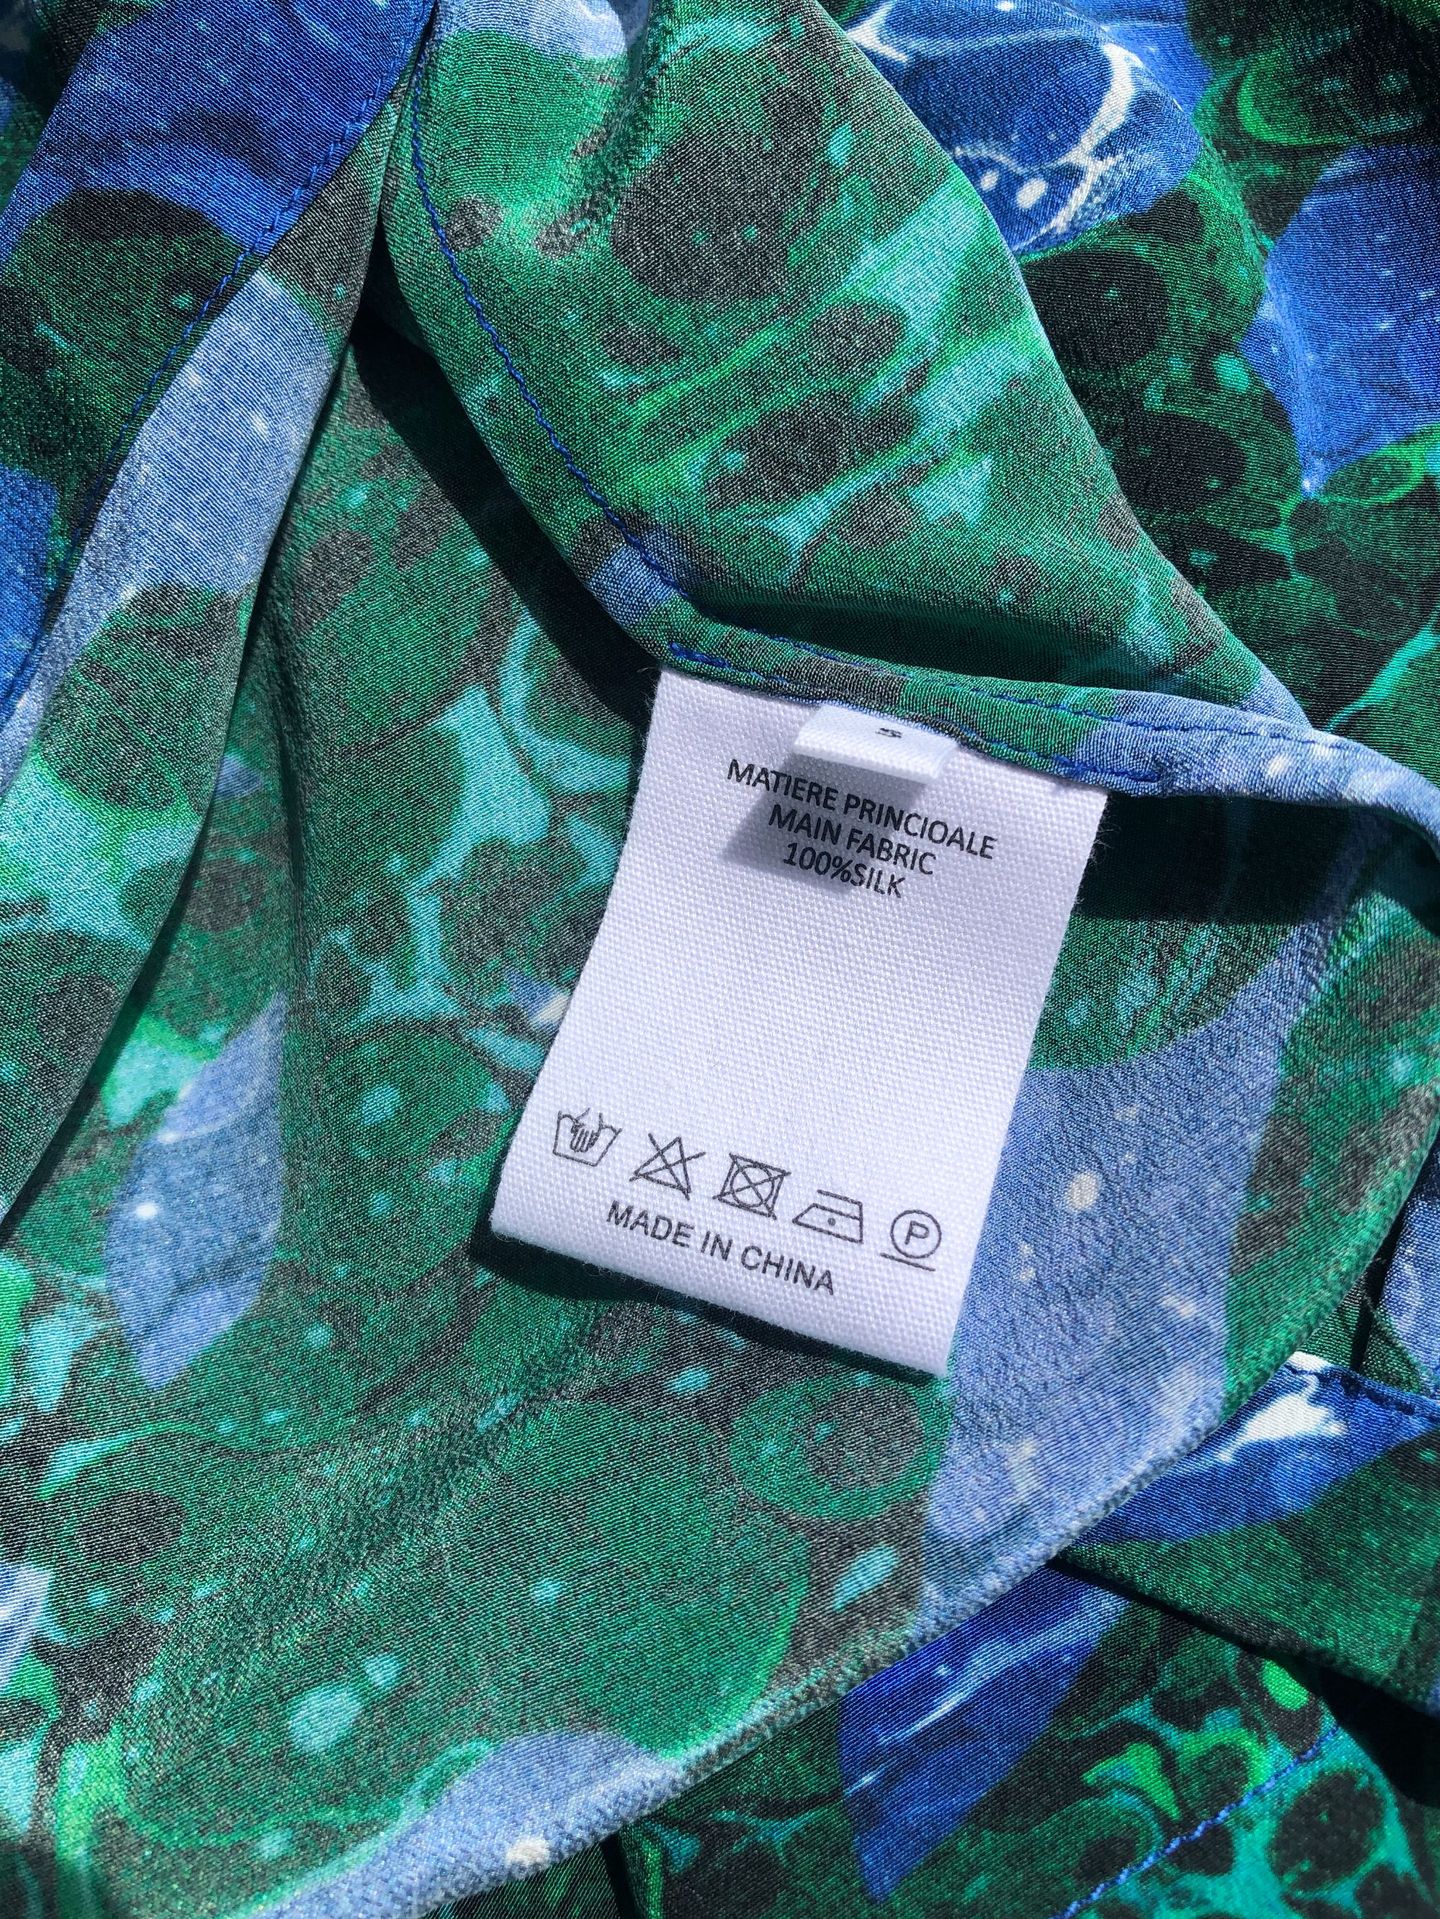 S
MATIERE PRINCIOALE
MAIN FABRIC
100%SILK
P
MADE IN CHINA